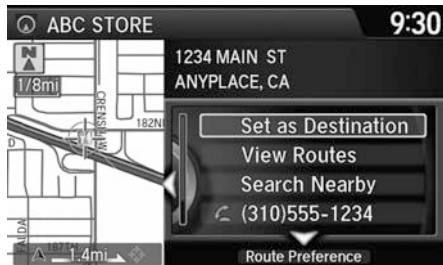 ABC STORE
9:30
N
1/8mi
1234 MAIN ST
ANYPLACE, CA
182N
Set as Destination
View Routes
Search Nearby
(310)555-1234
1.4mi
Route Preference